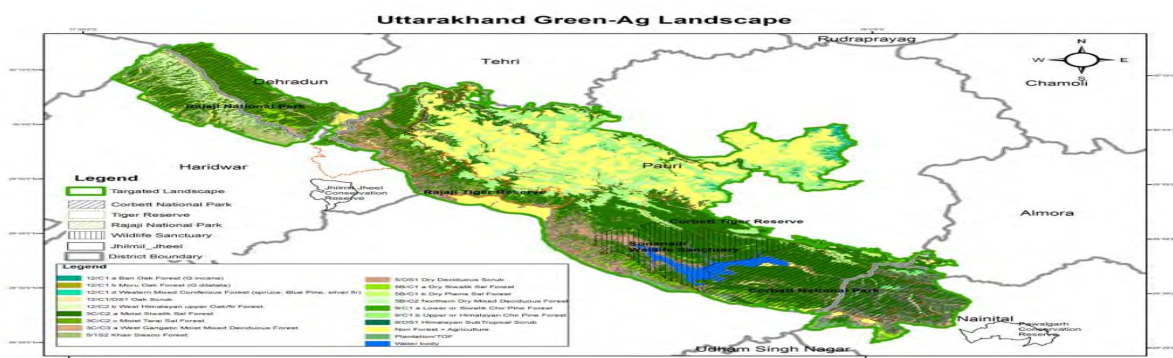 Uttarakhand Green-Ag Landscape
Rudraprayag
Tehri
N
W
E
S
Dehradun
Chamoli
Rajaji National Park
Haridwar
Pauri
Legend
Targated Landscape
Corbett National Park
Tiger Reserve
Rajaji National Park
Wildlife Sanctuary
Jhilmil_Jheel
District Boundary
Jhilmil Jheel
Conservation
Reserve
Rajaji Tiger Reserve
Almora
Corbett Tiger Reserve
Sonanadi
Wildlife Sanctuary
Corbett National Park
Legend
12/C1 a Ban Oak Forest (Q incana)
12/C1 b Moru Oak Forest (Q dilatata)
12/C1 d Western Mixed Coniferous Forest (spruce, Blue Pine, silver fir)
12/C1/DS1 Oak Scrub
12/C2 b West Himalayan upper Oak/fir Forest
3C/C2 a Moist Siwalik Sal Forest
3C/C2 c Moist Tarai Sal Forest
3C/C3 a West Gangetic Moist Mixed Deciduous Forest
5/1S2 Khair Sissoo Forest
5/DS1 Dry Deciduous Scrub
5B/C1 a Dry Siwalik Sal Forest
5B/C1 b Dry Plains Sal Forest
5B/C2 Northern Dry Mixed Deciduous Forest
9/C1 a Lower or Siwalik Chir Pine Forest
9/C1 b Upper or Himalayan Chir Pine Forest
9/DS1 Himalayan SubTropical Scrub
Non Forest + Agriculture
Plantation/TOF
Water body
Nainital
Pawalgarh
Conservation
Reserve
Udham Singh Nagar